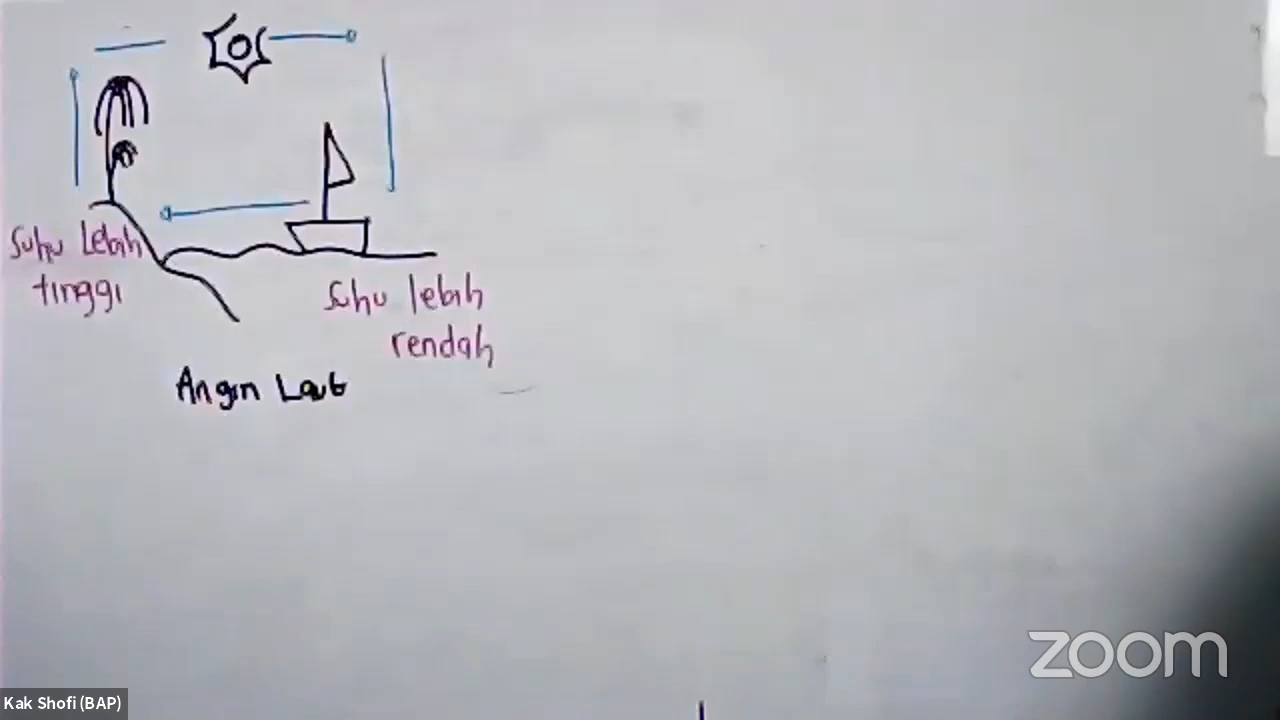 Suhu Lebih
tinggi
Suhu lebih
rendah
Angin Laut
zoom
Kak Shofi (BAP)